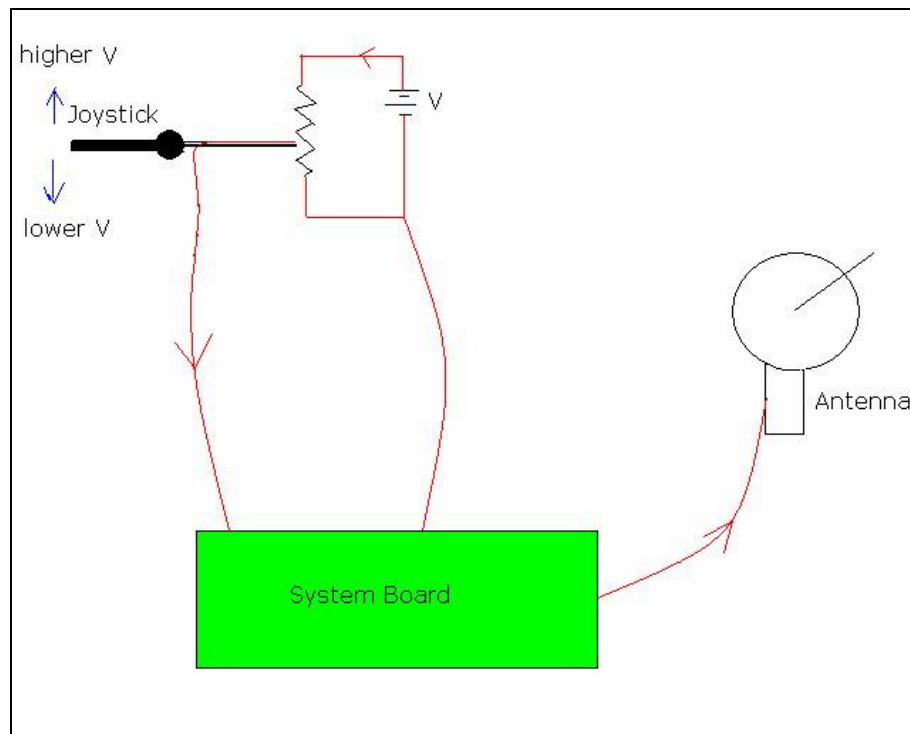 higher V
Joystick
V
lower V
Antenna
System Board